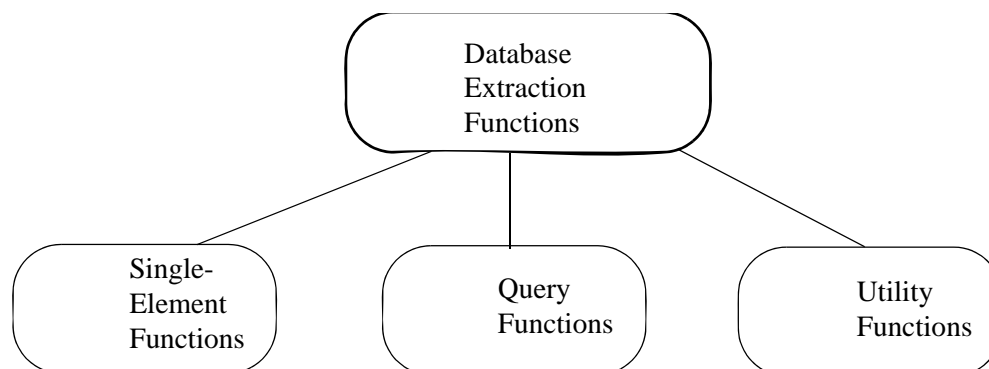 Database
Extraction
Functions
Single-
Element
Functions
Query
Functions
Utility
Functions